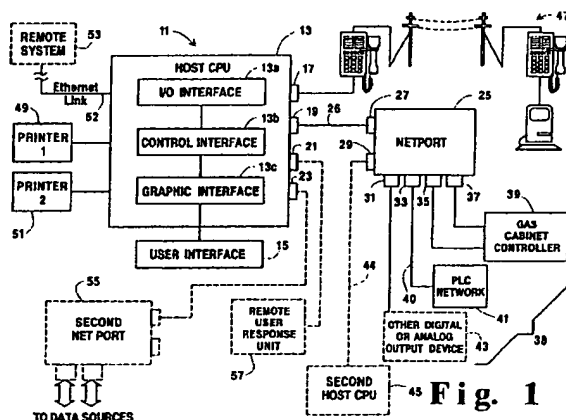 REMOTE SYSTEM
53
11
13
47
HOST CPU
13a
I/O INTERFACE
17
Ethernet Link
52
49
PRINTER 1
13b
CONTROL INTERFACE
19
26
27
25
NETPORT
29
21
13c
GRAPHIC INTERFACE
23
31
33
35
37
PRINTER 2
51
USER INTERFACE
15
39
GAS CABINET CONTROLLER
44
40
PLC NETWORK
41
55
SECOND NET PORT
REMOTE USER RESPONSE UNIT
57
OTHER DIGITAL OR ANALOG OUTPUT DEVICE
43
38
SECOND HOST CPU
45
Fig. 1
TO DATA SOURCES